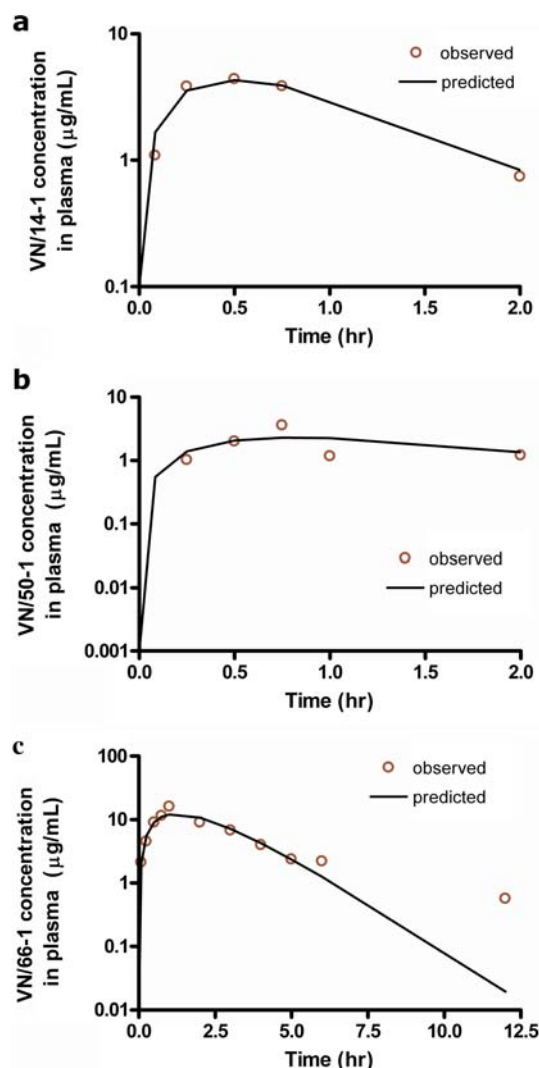 a
VN/14-1 concentration
in plasma (μg/mL)
10
1
0.1
0.0 0.5 1.0 1.5 2.0
Time (hr)
observed
predicted
b
VN/50-1 concentration
in plasma (μg/mL)
10
1
0.1
0.01
0.001
0.0 0.5 1.0 1.5 2.0
Time (hr)
observed
predicted
c
VN/66-1 concentration
in plasma (μg/mL)
100
10
1
0.1
0.01
0.0 2.5 5.0 7.5 10.0 12.5
Time (hr)
observed
predicted